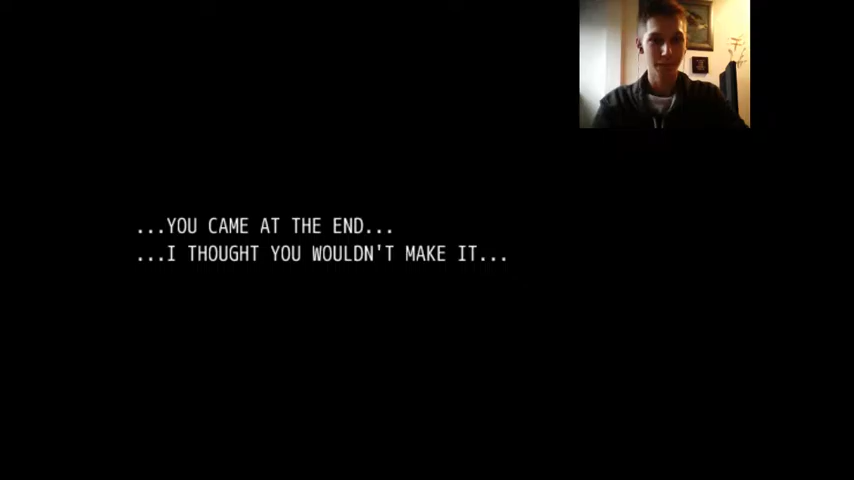 ...YOU CAME AT THE END...
...I THOUGHT YOU WOULDN'T MAKE IT...